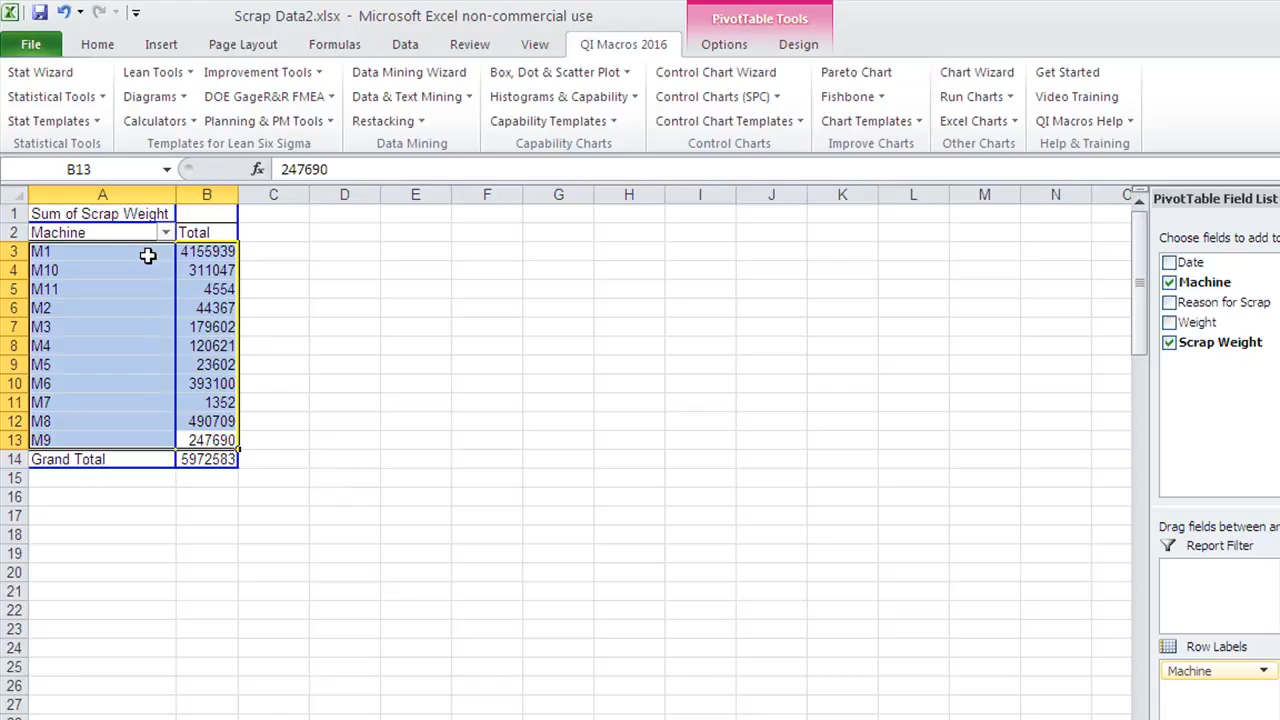 Scrap Data2.xlsx - Microsoft Excel non-commercial use
PivotTable Tools
File Home Insert Page Layout Formulas Data Review View QI Macros 2016 Options Design
Stat Wizard Lean Tools Improvement Tools Data Mining Wizard Box, Dot & Scatter Plot Control Chart Wizard Pareto Chart Chart Wizard Get Started
Statistical Tools Diagrams DOE GageR&R FMEA Data & Text Mining Histograms & Capability Control Charts (SPC) Fishbone Run Charts Video Training
Stat Templates Calculators Planning & PM Tools Restacking Capability Templates Control Chart Templates Chart Templates Excel Charts QI Macros Help
Statistical Tools Templates for Lean Six Sigma Data Mining Capability Charts Control Charts Improve Charts Other Charts Help & Training
B13 fx 247690
A B C D E F G H I J K L M N
1 Sum of Scrap Weight
2 Machine Total
3 M1 4155939
4 M10 311047
5 M11 4554
6 M2 44367
7 M3 179602
8 M4 120621
9 M5 23602
10 M6 393100
11 M7 1352
12 M8 490709
13 M9 247690
14 Grand Total 5972583
15
16
17
18
19
20
21
22
23
24
25
26
27
PivotTable Field List
Choose fields to add to
Date
Machine
Reason for Scrap
Weight
Scrap Weight
Drag fields between
Report Filter
Row Labels
Machine